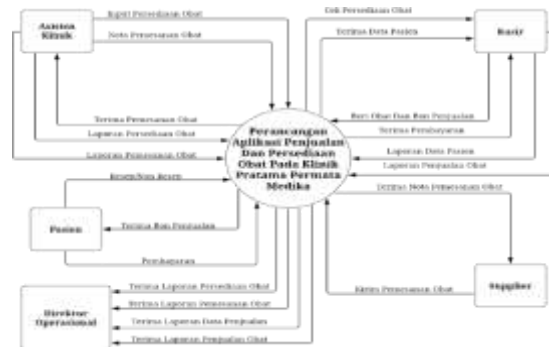 Input Persediaan Obat
Cek Persediaan Obat
Asisten
Klinik
Nota Pemesanan Obat
Terima Data Pasien
Kasir
Terima Pemesanan Obat
Beri Obat Dan Bon Penjualan
Laporan Persediaan Obat
Terima Pembayaran
Laporan Pemesanan Obat
Laporan Data Pasien
Laporan Penjualan Obat
Perancangan
Aplikasi Penjualan
Dan Persediaan
Obat Pada Klinik
Pratama Permata
Medika
Resep/Non Resep
Terima Nota Pemesanan Obat
Pasien
Terima Bon Penjualan
Pembayaran
Supplier
Kirim Pemesanan Obat
Direktur
Operasional
Terima Laporan Persediaan Obat
Terima Laporan Pemesanan Obat
Terima Laporan Data Penjualan
Terima Laporan Penjualan Obat